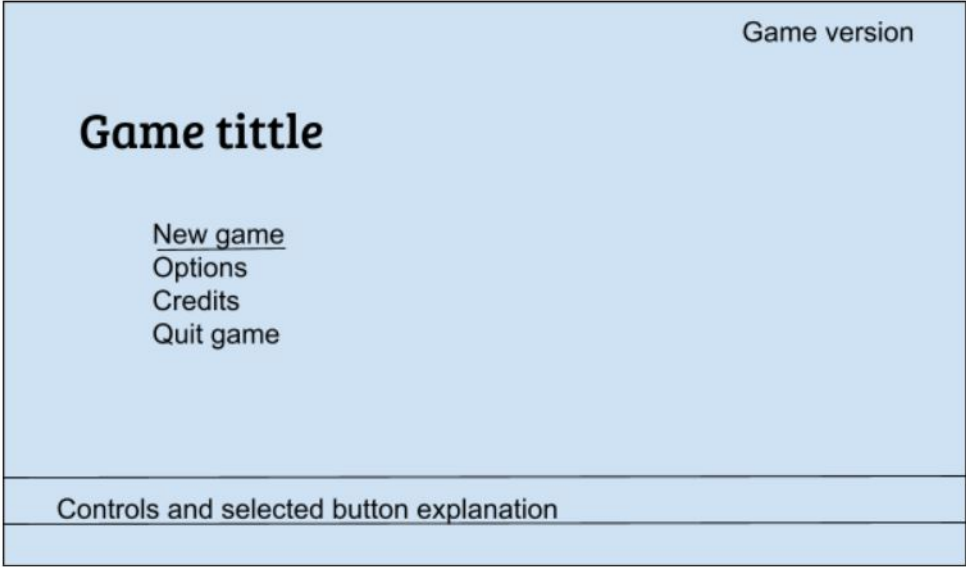 Game version
Game tittle
New game
Options
Credits
Quit game
Controls and selected button explanation